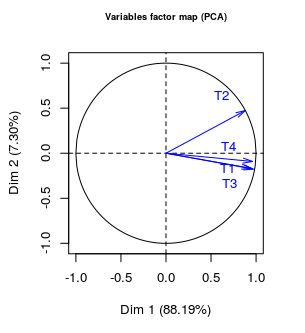 Variables factor map (PCA)
Dim 2 (7.30%)
1.0
0.5
0.0
-0.5
-1.0
T2
T4
T1
T3
-1.0 -0.5 0.0 0.5 1.0
Dim 1 (88.19%)